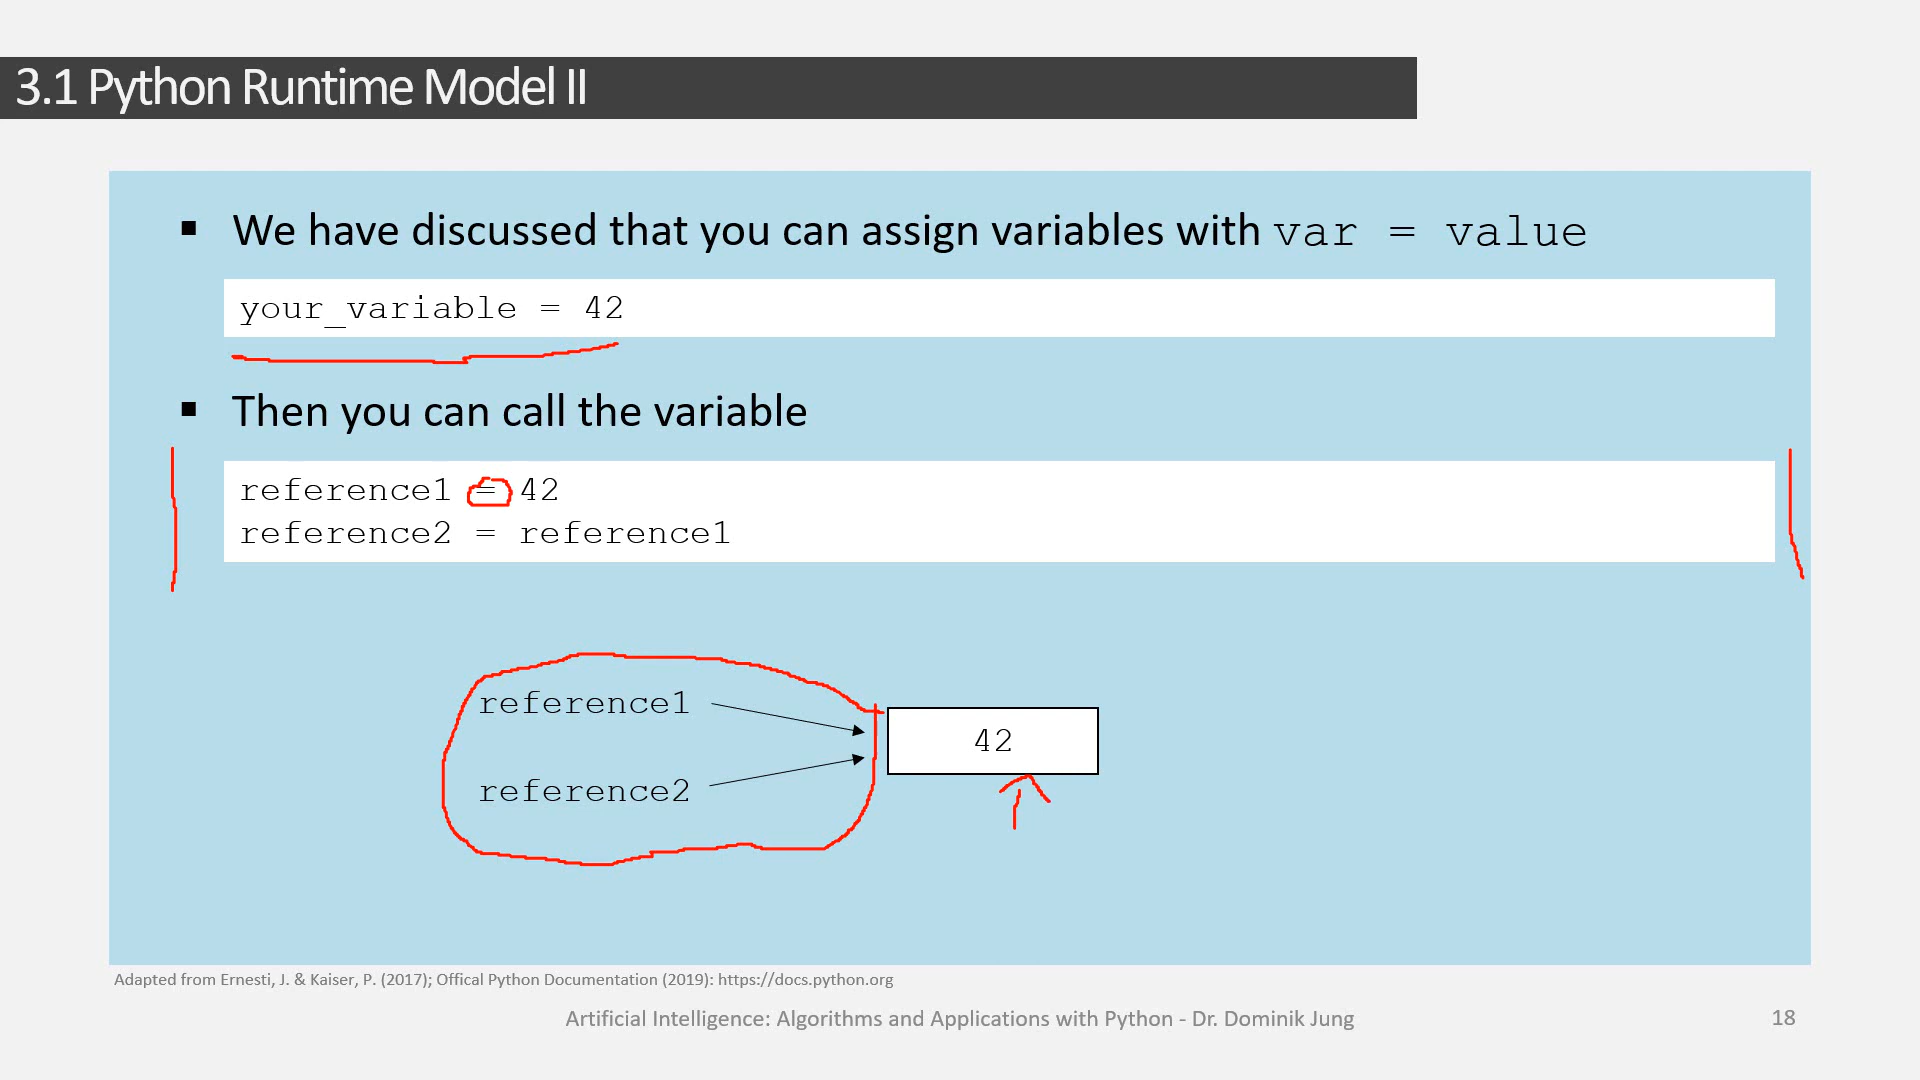 3.1 Python Runtime Model II
▪ We have discussed that you can assign variables with var = value
your_variable = 42
▪ Then you can call the variable
reference1 = 42
reference2 = reference1
reference1
42
reference2
Adapted from Ernesti, J. & Kaiser, P. (2017); Offical Python Documentation (2019): https://docs.python.org
Artificial Intelligence: Algorithms and Applications with Python - Dr. Dominik Jung
18